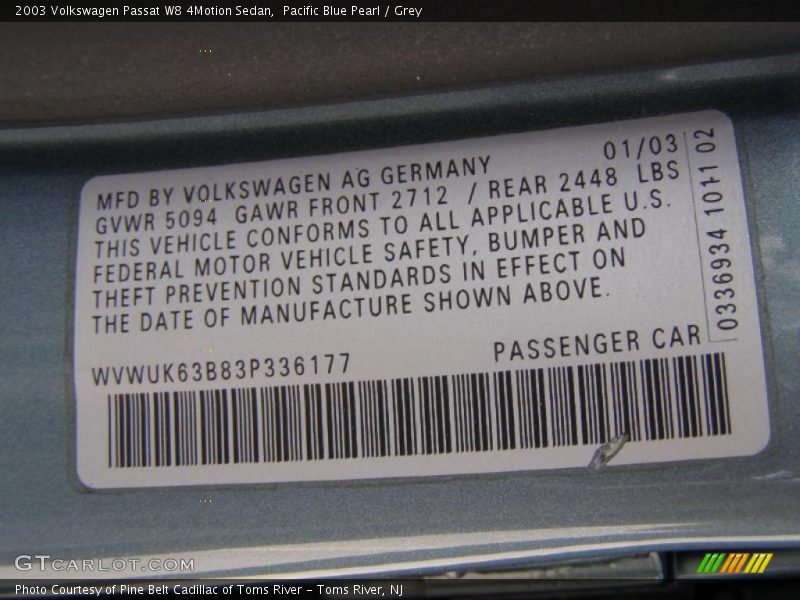 2003 Volkswagen Passat W8 4Motion Sedan,  Pacific Blue Pearl / Grey
MFD BY VOLKSWAGEN AG GERMANY 01/03
GVWR 5094 GAWR FRONT 2712 / REAR 2448 LBS
THIS VEHICLE CONFORMS TO ALL APPLICABLE U.S.
FEDERAL MOTOR VEHICLE SAFETY, BUMPER AND
THEFT PREVENTION STANDARDS IN EFFECT ON
THE DATE OF MANUFACTURE SHOWN ABOVE.
0336934 1011 02
WVWUK63B83P336177 PASSENGER CAR
GTCARLOT.COM
Photo Courtesy of Pine Belt Cadillac of Toms River – Toms River, NJ